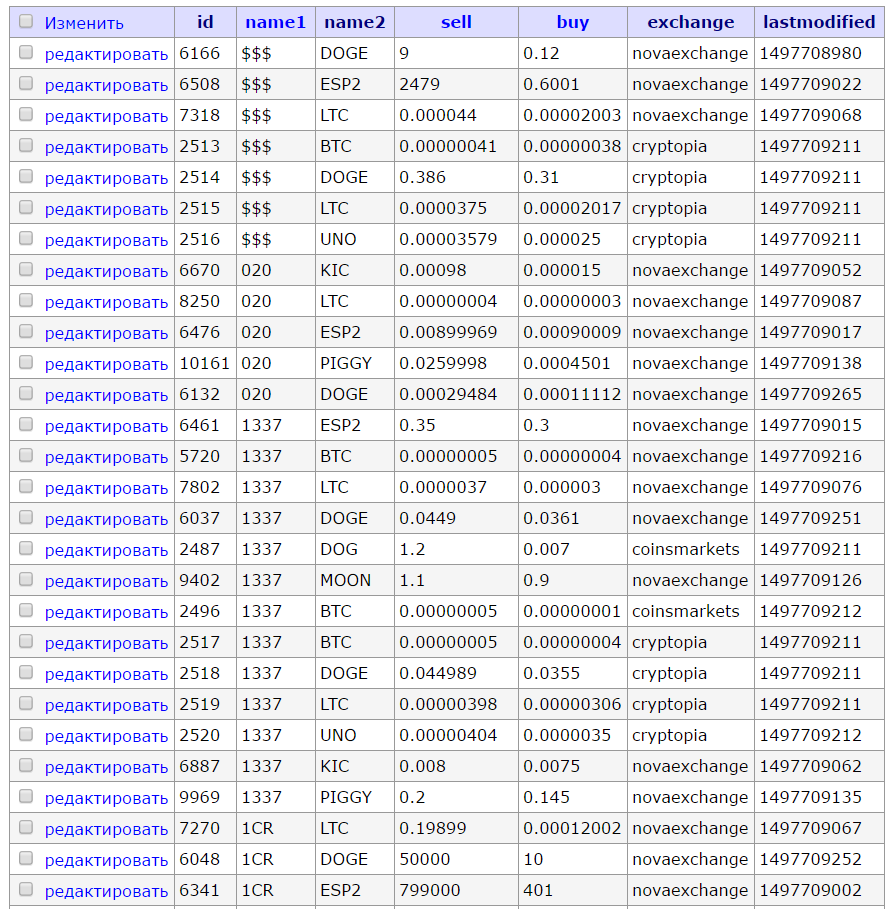 Изменить id name1 name2 sell buy exchange lastmodified
редактировать 6166 $$$ DOGE 9 0.12 novaexchange 1497708980
редактировать 6508 $$$ ESP2 2479 0.6001 novaexchange 1497709022
редактировать 7318 $$$ LTC 0.000044 0.00002003 novaexchange 1497709068
редактировать 2513 $$$ BTC 0.00000041 0.00000038 cryptopia 1497709211
редактировать 2514 $$$ DOGE 0.386 0.31 cryptopia 1497709211
редактировать 2515 $$$ LTC 0.0000375 0.00002017 cryptopia 1497709211
редактировать 2516 $$$ UNO 0.00003579 0.000025 cryptopia 1497709211
редактировать 6670 020 KIC 0.00098 0.000015 novaexchange 1497709052
редактировать 8250 020 LTC 0.00000004 0.00000003 novaexchange 1497709087
редактировать 6476 020 ESP2 0.00899969 0.00090009 novaexchange 1497709017
редактировать 10161 020 PIGGY 0.0259998 0.0004501 novaexchange 1497709138
редактировать 6132 020 DOGE 0.00029484 0.00011112 novaexchange 1497709265
редактировать 6461 1337 ESP2 0.35 0.3 novaexchange 1497709015
редактировать 5720 1337 BTC 0.00000005 0.00000004 novaexchange 1497709216
редактировать 7802 1337 LTC 0.0000037 0.000003 novaexchange 1497709076
редактировать 6037 1337 DOGE 0.0449 0.0361 novaexchange 1497709251
редактировать 2487 1337 DOG 1.2 0.007 coinsmarkets 1497709211
редактировать 9402 1337 MOON 1.1 0.9 novaexchange 1497709126
редактировать 2496 1337 BTC 0.00000005 0.00000001 coinsmarkets 1497709212
редактировать 2517 1337 BTC 0.00000005 0.00000004 cryptopia 1497709211
редактировать 2518 1337 DOGE 0.044989 0.0355 cryptopia 1497709211
редактировать 2519 1337 LTC 0.00000398 0.00000306 cryptopia 1497709211
редактировать 2520 1337 UNO 0.00000404 0.0000035 cryptopia 1497709212
редактировать 6887 1337 KIC 0.008 0.0075 novaexchange 1497709062
редактировать 9969 1337 PIGGY 0.2 0.145 novaexchange 1497709135
редактировать 7270 1CR LTC 0.19899 0.00012002 novaexchange 1497709067
редактировать 6048 1CR DOGE 50000 10 novaexchange 1497709252
редактировать 6341 1CR ESP2 799000 401 novaexchange 1497709002